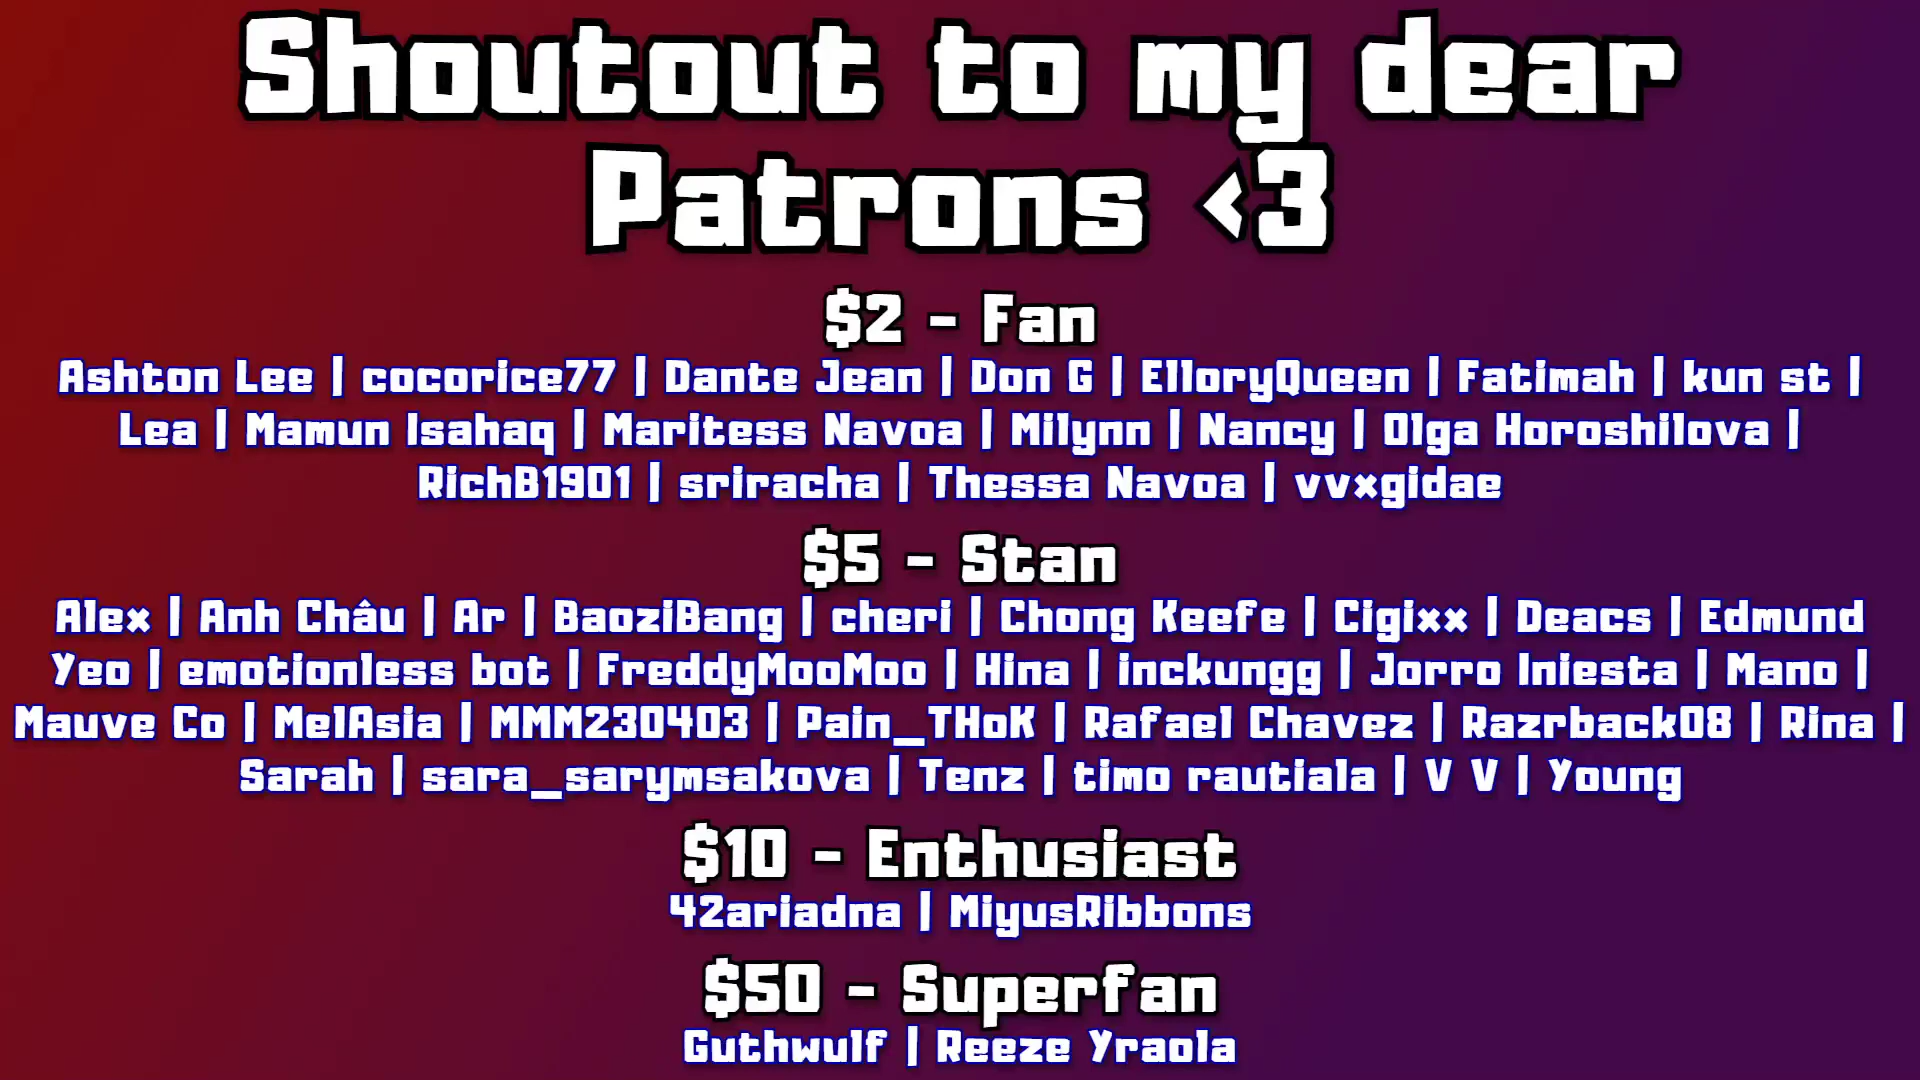 Shoutout to my dear
Patrons <3
$2 - Fan
Ashton Lee | cocorice77 | Dante Jean | Don G | ElloryQueen | Fatimah | kun st |
Lea | Mamun Isahaq | Maritess Navoa | Milynn | Nancy | Olga Horoshilova |
RichB1901 | sriracha | Thessa Navoa | vvxgidae
$5 - Stan
Alex | Anh Châu | Ar | BaoziBang | cheri | Chong Keefe | Cigixx | Deacs | Edmund
Yeo | emotionless bot | FreddyMooMoo | Hina | inckungg | Jorro Iniesta | Mano |
Mauve Co | MelAsia | MMM230403 | Pain_THoK | Rafael Chavez | Razrback08 | Rina |
Sarah | sara_sarymsakova | Tenz | timo rautiala | V V | Young
$10 - Enthusiast
42ariadna | MiyusRibbons
$50 - Superfan
Guthwulf | Reeze Yraola